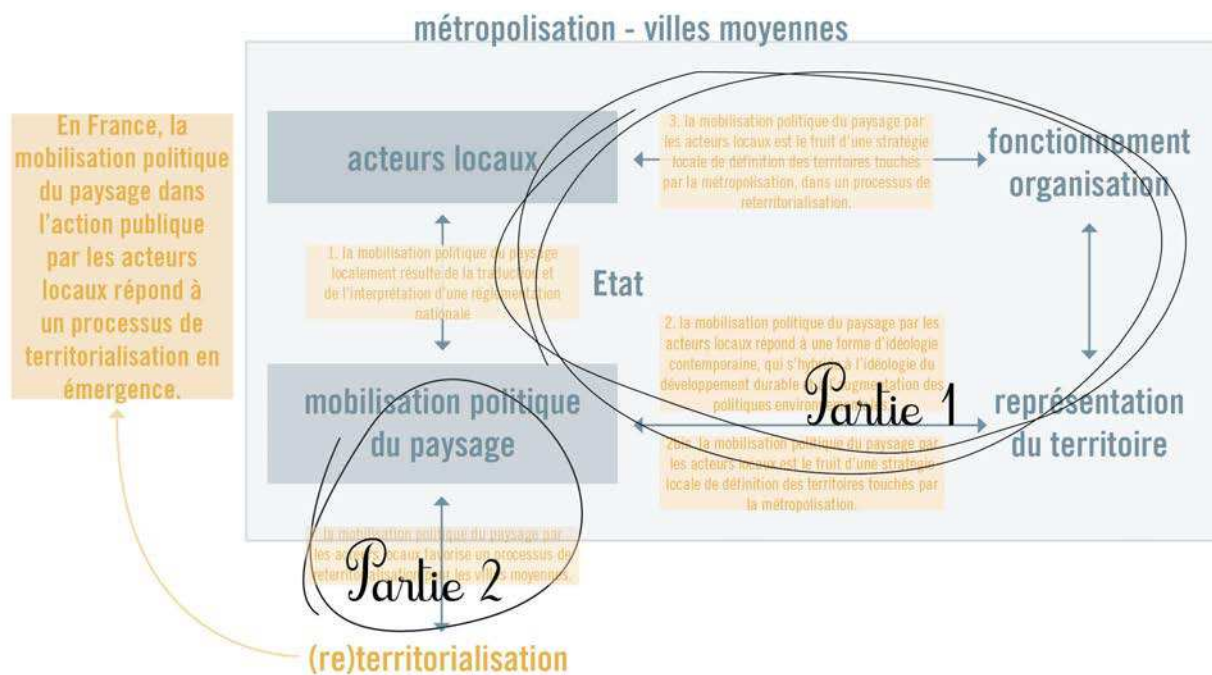 métropolisation - villes moyennes
En France, la
mobilisation politique
du paysage dans
l'action publique
par les acteurs
locaux répond à
un processus de
territorialisation en
émergence.
acteurs locaux
3. la mobilisation politique du paysage par
les acteurs locaux est le fruit d'une stratégie
locale de définition des territoires touchés
par la métropolisation, dans un processus de
reterritorialisation.
fonctionnement
organisation
1. la mobilisation politique du paysage
localement résulte de la traduction et
de l'interprétation d'une réglementation
nationale
Etat
2. la mobilisation politique du paysage par les
acteurs locaux répond à une forme d'idéologie
contemporaine, qui s'hybride à l'idéologie du
développement durable augmentation des
politiques environnementales
Partie 1
mobilisation politique
du paysage
représentation
du territoire
la mobilisation politique du paysage par
les acteurs locaux est le fruit d'une stratégie
locale de définition des territoires touchés par
la métropolisation.
la mobilisation politique du paysage par
les acteurs locaux favorise un processus de
reterritorialisation les villes moyennes.
Partie 2
(re)territorialisation